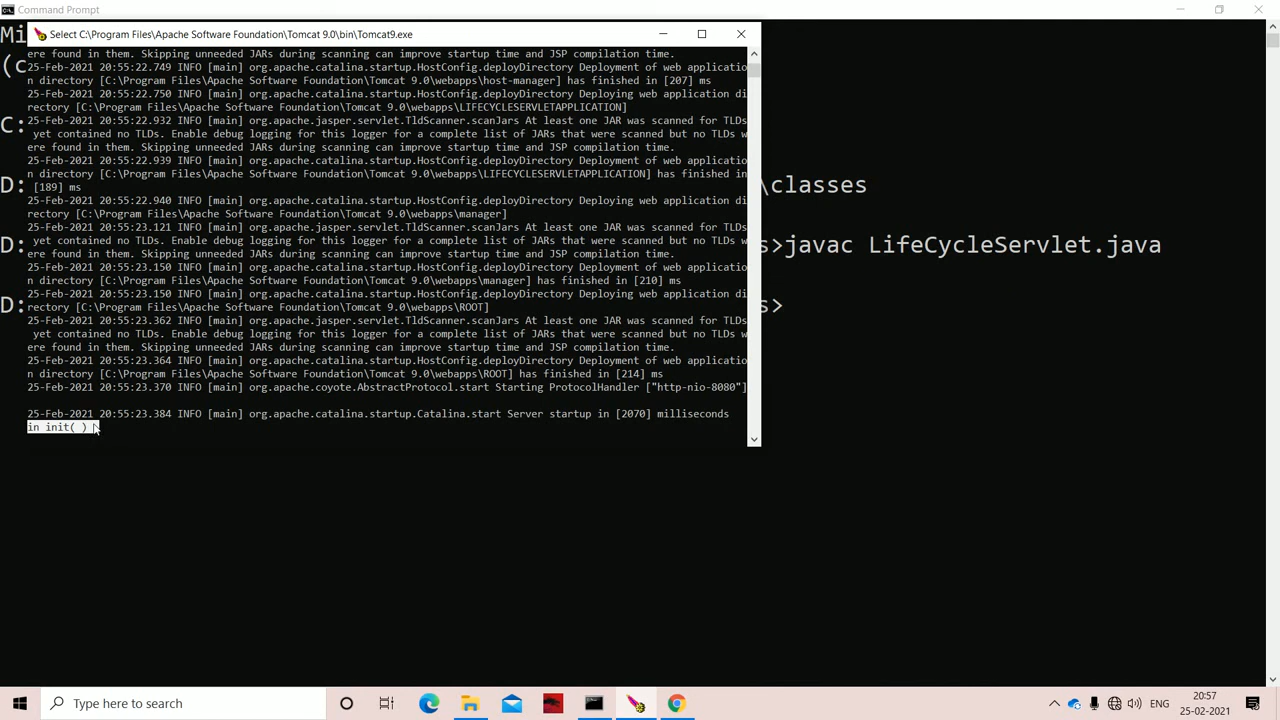 Command Prompt
Mi
(c
C:
D:
\classes
D:
s>javac LifeCycleServlet.java
D:
s>
Select C:\Program Files\Apache Software Foundation\Tomcat 9.0\bin\Tomcat9.exe
ere found in them. Skipping unneeded JARs during scanning can improve startup time and JSP compilation time.
25-Feb-2021 20:55:22.749 INFO [main] org.apache.catalina.startup.HostConfig.deployDirectory Deployment of web applicatio
n directory [C:\Program Files\Apache Software Foundation\Tomcat 9.0\webapps\host-manager] has finished in [207] ms
25-Feb-2021 20:55:22.750 INFO [main] org.apache.catalina.startup.HostConfig.deployDirectory Deploying web application di
rectory [C:\Program Files\Apache Software Foundation\Tomcat 9.0\webapps\LIFECYCLESERVLETAPPLICATION]
25-Feb-2021 20:55:22.932 INFO [main] org.apache.jasper.servlet.TldScanner.scanJars At least one JAR was scanned for TLDs
yet contained no TLDs. Enable debug logging for this logger for a complete list of JARs that were scanned but no TLDs w
ere found in them. Skipping unneeded JARs during scanning can improve startup time and JSP compilation time.
25-Feb-2021 20:55:22.939 INFO [main] org.apache.catalina.startup.HostConfig.deployDirectory Deployment of web applicatio
n directory [C:\Program Files\Apache Software Foundation\Tomcat 9.0\webapps\LIFECYCLESERVLETAPPLICATION] has finished in
[189] ms
25-Feb-2021 20:55:22.940 INFO [main] org.apache.catalina.startup.HostConfig.deployDirectory Deploying web application di
rectory [C:\Program Files\Apache Software Foundation\Tomcat 9.0\webapps\manager]
25-Feb-2021 20:55:23.121 INFO [main] org.apache.jasper.servlet.TldScanner.scanJars At least one JAR was scanned for TLDs
yet contained no TLDs. Enable debug logging for this logger for a complete list of JARs that were scanned but no TLDs w
ere found in them. Skipping unneeded JARs during scanning can improve startup time and JSP compilation time.
25-Feb-2021 20:55:23.150 INFO [main] org.apache.catalina.startup.HostConfig.deployDirectory Deployment of web applicatio
n directory [C:\Program Files\Apache Software Foundation\Tomcat 9.0\webapps\manager] has finished in [210] ms
25-Feb-2021 20:55:23.150 INFO [main] org.apache.catalina.startup.HostConfig.deployDirectory Deploying web application di
rectory [C:\Program Files\Apache Software Foundation\Tomcat 9.0\webapps\ROOT]
25-Feb-2021 20:55:23.362 INFO [main] org.apache.jasper.servlet.TldScanner.scanJars At least one JAR was scanned for TLDs
yet contained no TLDs. Enable debug logging for this logger for a complete list of JARs that were scanned but no TLDs w
ere found in them. Skipping unneeded JARs during scanning can improve startup time and JSP compilation time.
25-Feb-2021 20:55:23.364 INFO [main] org.apache.catalina.startup.HostConfig.deployDirectory Deployment of web applicatio
n directory [C:\Program Files\Apache Software Foundation\Tomcat 9.0\webapps\ROOT] has finished in [214] ms
25-Feb-2021 20:55:23.370 INFO [main] org.apache.coyote.AbstractProtocol.start Starting ProtocolHandler ["http-nio-8080"]
25-Feb-2021 20:55:23.384 INFO [main] org.apache.catalina.startup.Catalina.start Server startup in [2070] milliseconds
in init( )
Type here to search
ENG
20:57
25-02-2021